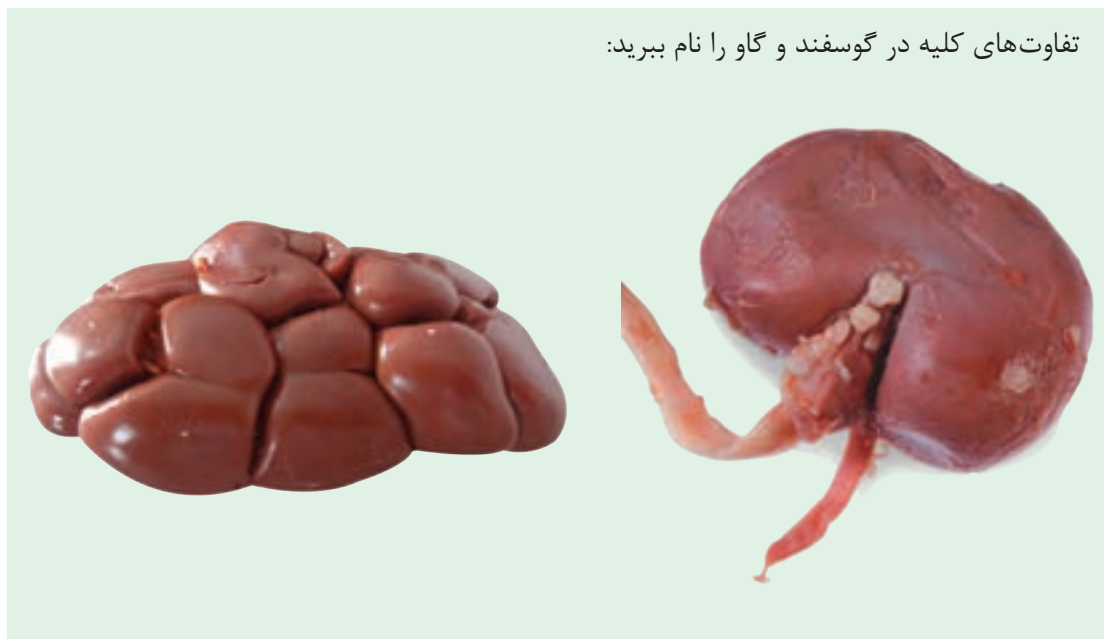 تفاوت‌های کلیه در گوسفند و گاو را نام ببرید: